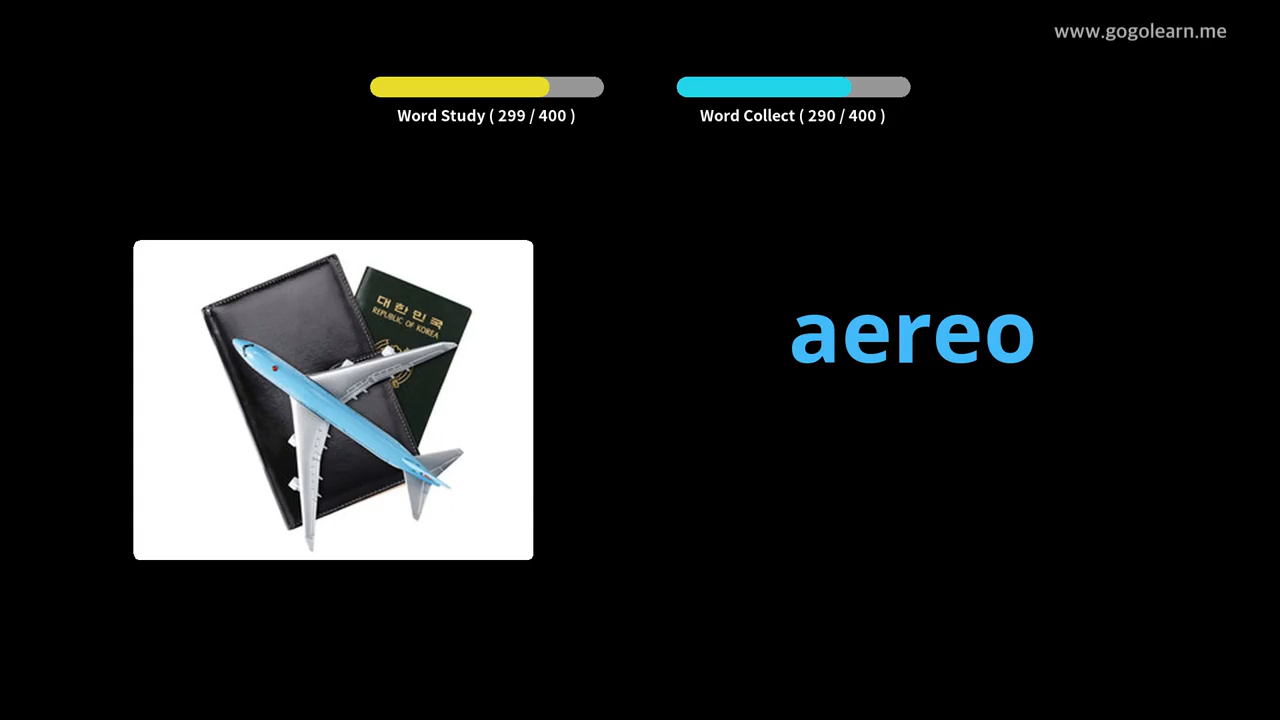 www.gogolearn.me
Word Study ( 299 / 400 )
Word Collect ( 290 / 400 )
대한민국
REPUBLIC OF KOREA
aereo